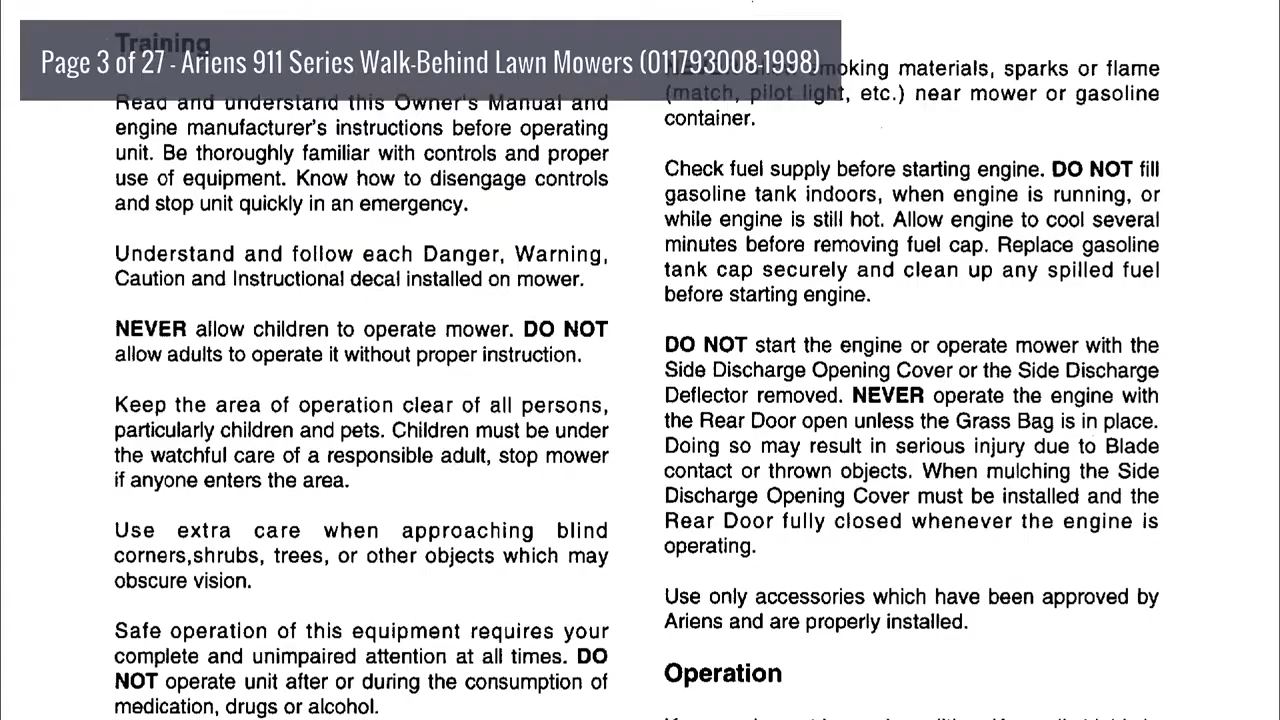 Page 3 of 27 - Ariens 911 Series Walk-Behind Lawn Mowers (011793008-1998)
Training
Read and understand this Owner's Manual and
engine manufacturer's instructions before operating
unit. Be thoroughly familiar with controls and proper
use of equipment. Know how to disengage controls
and stop unit quickly in an emergency.
Understand and follow each Danger, Warning,
Caution and Instructional decal installed on mower.
NEVER allow children to operate mower. DO NOT
allow adults to operate it without proper instruction.
Keep the area of operation clear of all persons,
particularly children and pets. Children must be under
the watchful care of a responsible adult, stop mower
if anyone enters the area.
Use extra care when approaching blind
corners,shrubs, trees, or other objects which may
obscure vision.
Safe operation of this equipment requires your
complete and unimpaired attention at all times. DO
NOT operate unit after or during the consumption of
medication, drugs or alcohol.
smoking materials, sparks or flame
(match, pilot light, etc.) near mower or gasoline
container.
Check fuel supply before starting engine. DO NOT fill
gasoline tank indoors, when engine is running, or
while engine is still hot. Allow engine to cool several
minutes before removing fuel cap. Replace gasoline
tank cap securely and clean up any spilled fuel
before starting engine.
DO NOT start the engine or operate mower with the
Side Discharge Opening Cover or the Side Discharge
Deflector removed. NEVER operate the engine with
the Rear Door open unless the Grass Bag is in place.
Doing so may result in serious injury due to Blade
contact or thrown objects. When mulching the Side
Discharge Opening Cover must be installed and the
Rear Door fully closed whenever the engine is
operating.
Use only accessories which have been approved by
Ariens and are properly installed.
Operation